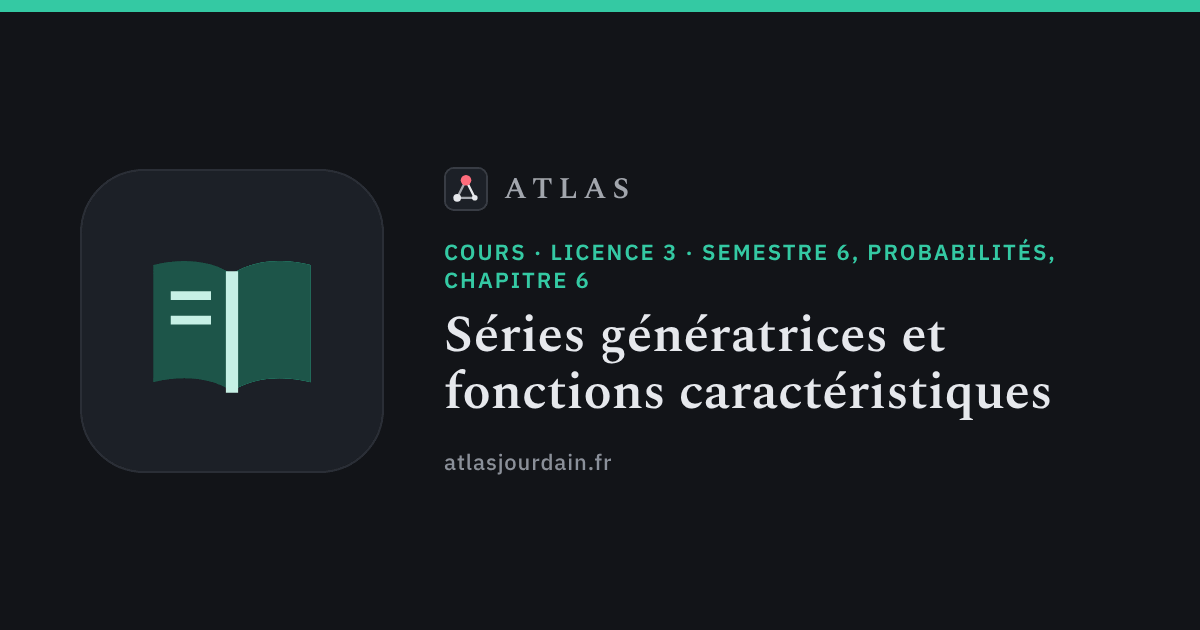 ATLAS
COURS · LICENCE 3 · SEMESTRE 6, PROBABILITÉS,
CHAPITRE 6
Séries génératrices et
fonctions caractéristiques
atlasjourdain.fr